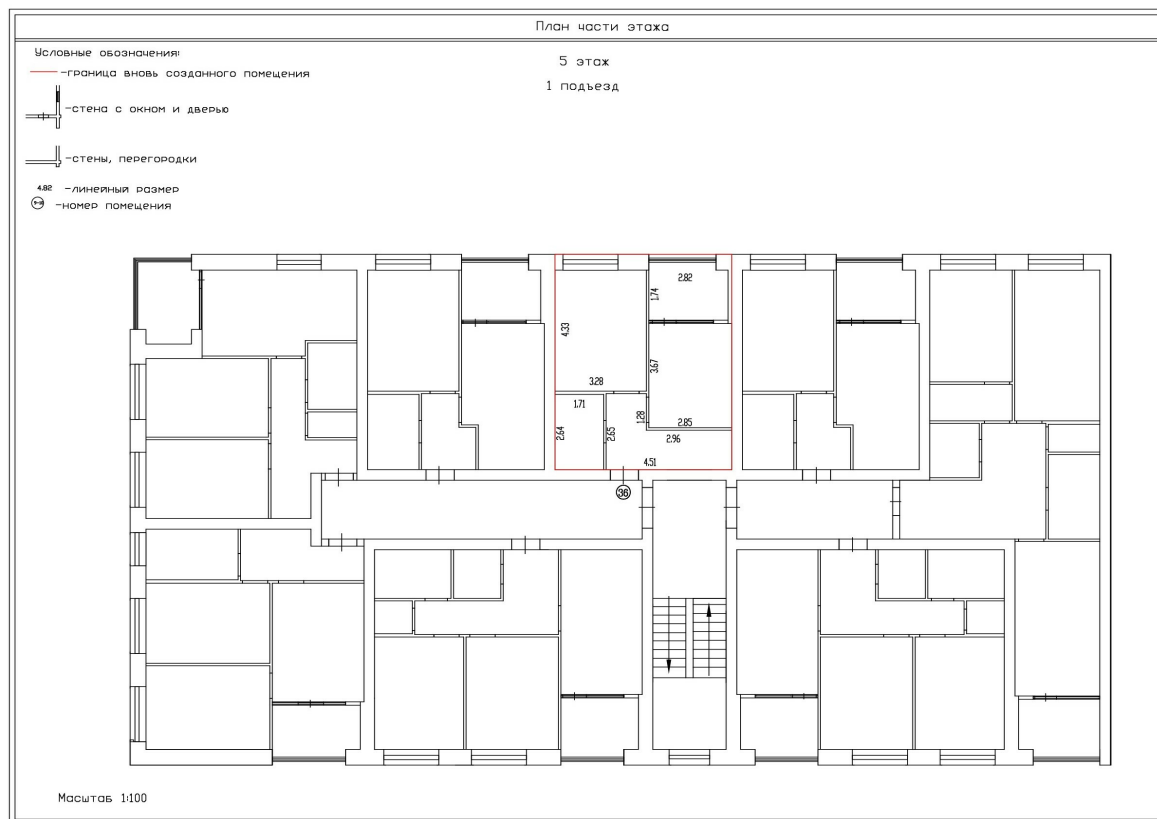 План части этажа
Условные обозначения:
-граница вновь созданного помещения
5 этаж
1 подъезд
-стена с окном и дверью
-стены, перегородки
4.82 -линейный размер
-номер помещения
2.82
1.74
4.33
3.67
3.28
1.71
1.28
2.85
2.64
2.65
2.96
4.51
36
Масштаб 1:100